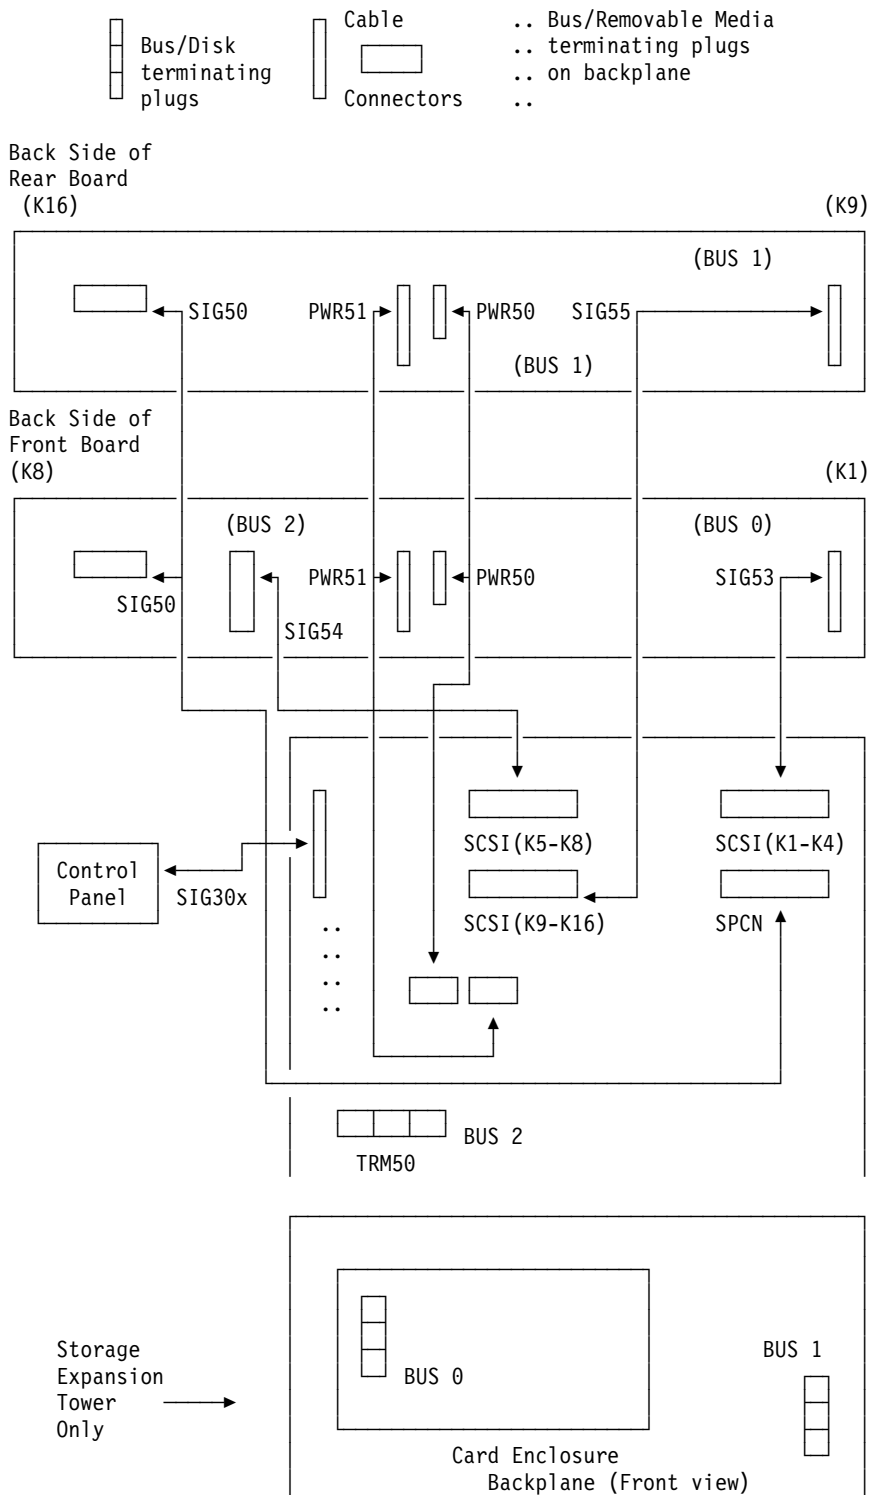 Bus/Disk
terminating
plugs
Cable
Connectors
.. Bus/Removable Media
.. terminating plugs
.. on backplane
..
Back Side of
Rear Board
(K16) (K9)
(BUS 1)
SIG50 PWR51 PWR50 SIG55
(BUS 1)
Back Side of
Front Board
(K8) (K1)
(BUS 2) (BUS 0)
PWR51 PWR50 SIG53
SIG50
SIG54
SCSI(K5-K8) SCSI(K1-K4)
Control
Panel
SIG30x
SCSI(K9-K16) SPCN
..
..
..
..
BUS 2
TRM50
Storage
Expansion
Tower
Only
BUS 0
BUS 1
Card Enclosure
Backplane (Front view)